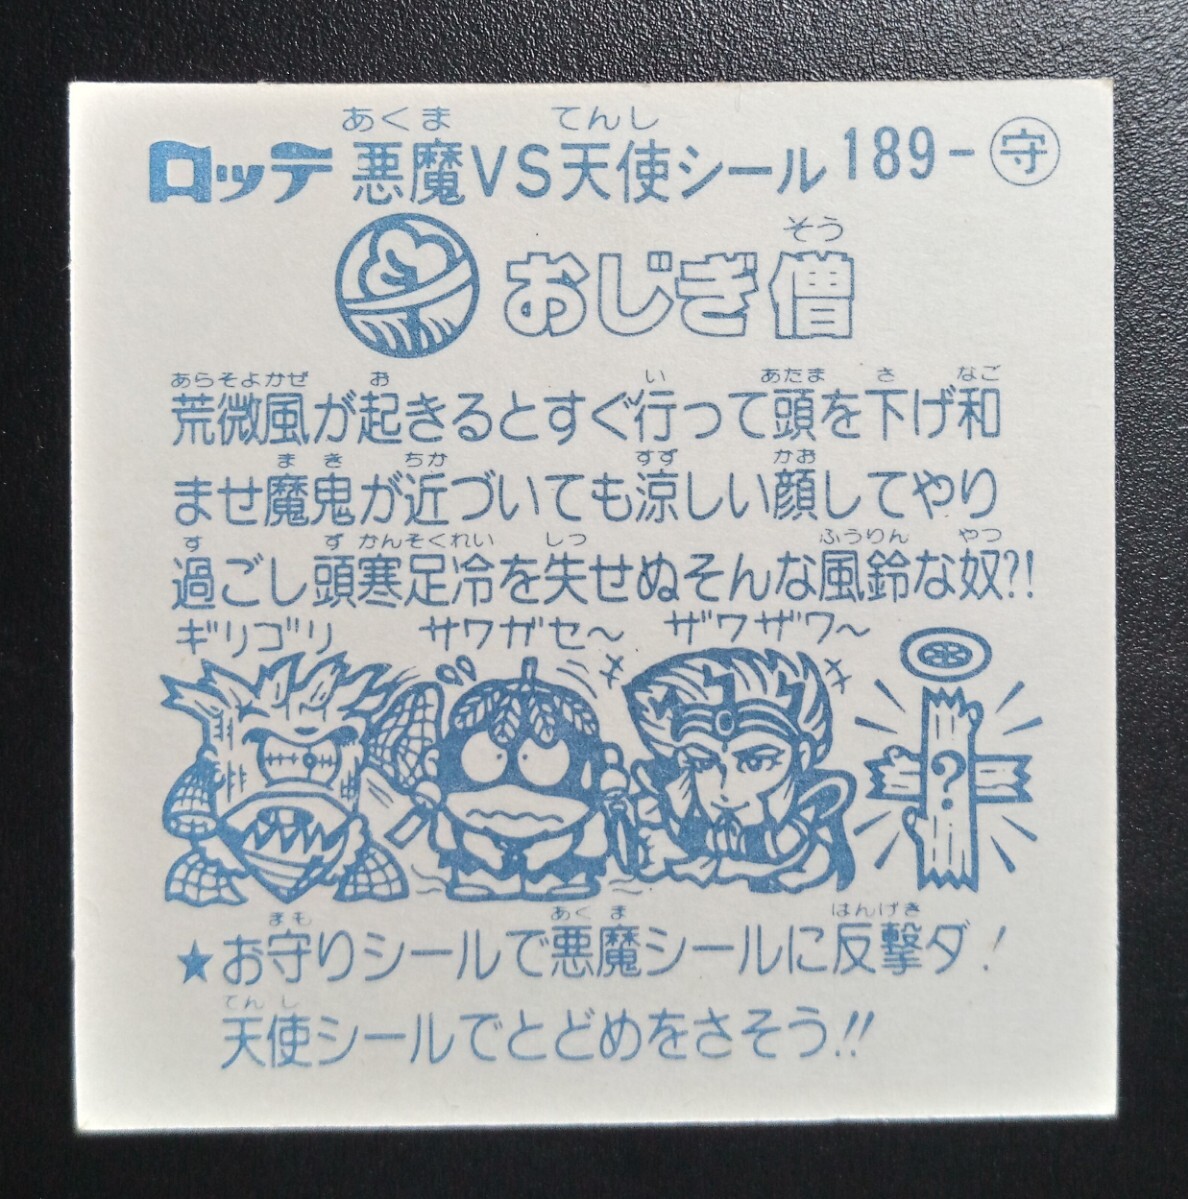 あくま てんし
ロッテ 悪魔VS天使シール 189-守
そう
おじぎ僧
あらそよかぜ お い あたま さ なご
荒微風が起きるとすぐ行って頭を下げ和
まき ちか すず かお
ませ魔鬼が近づいても涼しい顔してやり
す ず かんそくれい しつ ふうりん やつ
過ごし頭寒足冷を失せぬそんな風鈴な奴?!
ギリゴリ サワガセ〜 ザワザワ〜
?
まも あくま はんげき
★お守りシールで悪魔シールに反撃ダ!
てんし
天使シールでとどめをさそう!!